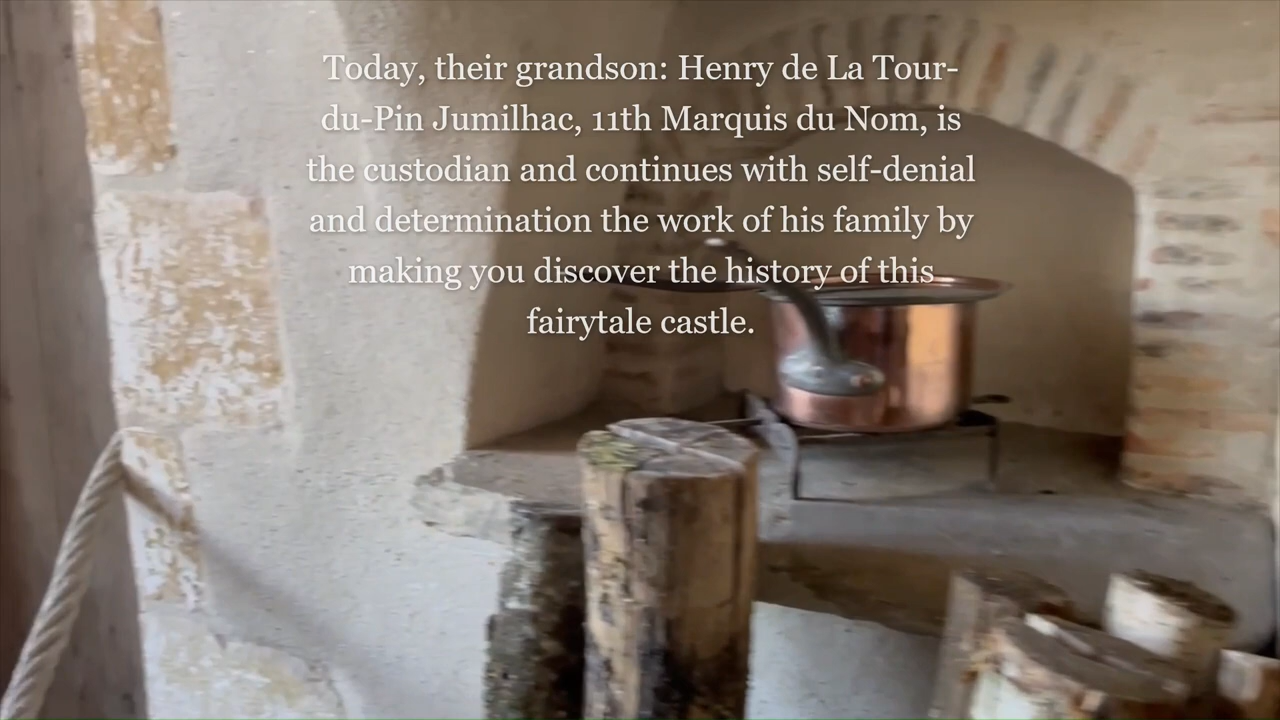 Today, their grandson: Henry de La Tour-
du-Pin Jumilhac, 11th Marquis du Nom, is
the custodian and continues with self-denial
and determination the work of his family by
making you discover the history of this
fairytale castle.